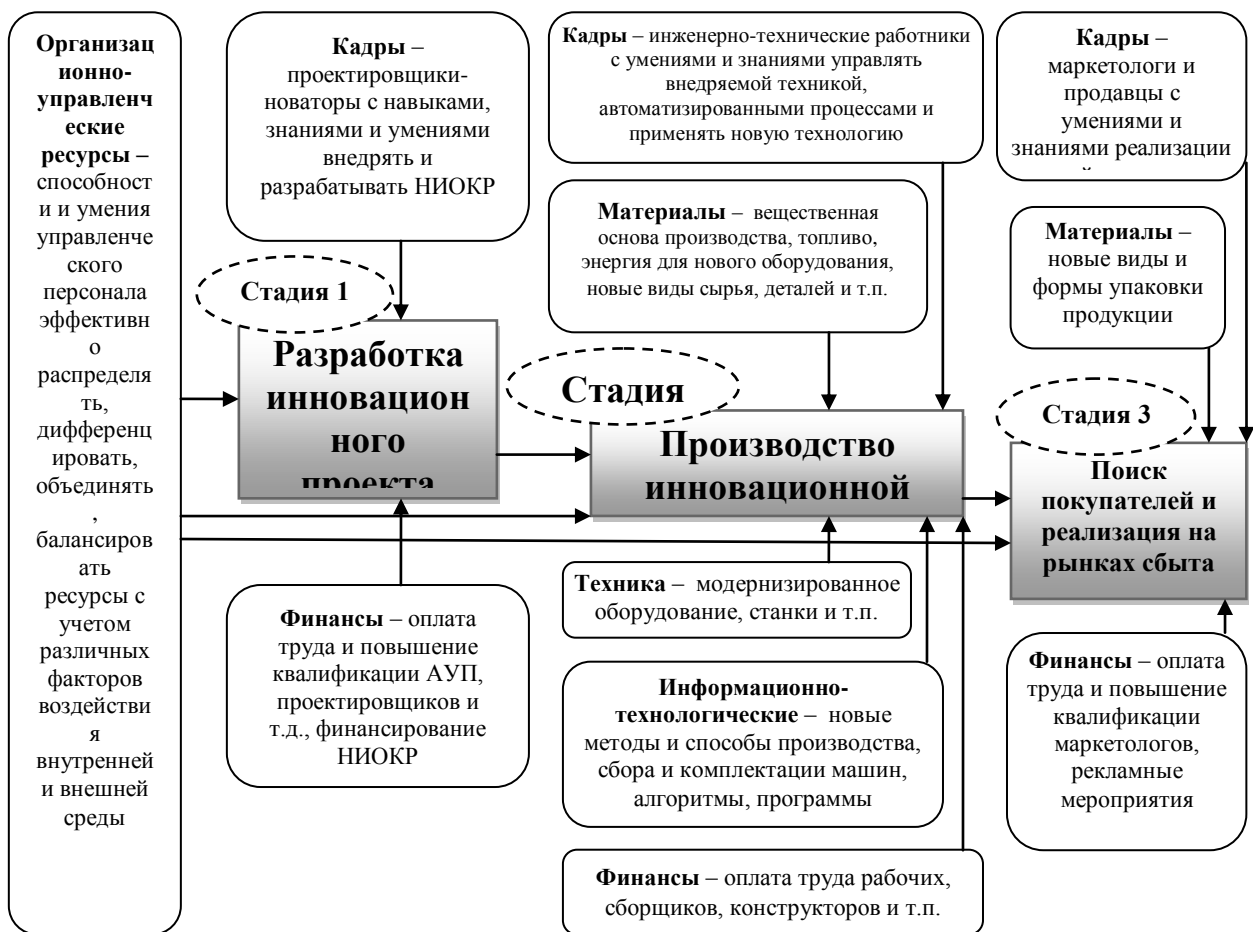 Организац
ионно-
управленч
еские
ресурсы –
способност
и и умения
управленче
ского
персонала
эффективн
о
распределя
ть,
дифференц
ировать,
объединять
,
балансиров
ать
ресурсы с
учетом
различных
факторов
воздействи
я
внутренней
и внешней
среды
Кадры –
проектировщики-
новаторы с навыками,
знаниями и умениями
внедрять и
разрабатывать НИОКР
Стадия 1
Разработка
инновацион
ного
проекта
Финансы – оплата
труда и повышение
квалификации АУП,
проектировщиков и
т.д., финансирование
НИОКР
Кадры – инженерно-технические работники
с умениями и знаниями управлять
внедряемой техникой,
автоматизированными процессами и
применять новую технологию
Материалы – вещественная
основа производства, топливо,
энергия для нового оборудования,
новые виды сырья, деталей и т.п.
Стадия
Производство
инновационной
Техника – модернизированное
оборудование, станки и т.п.
Информационно-
технологические – новые
методы и способы производства,
сбора и комплектации машин,
алгоритмы, программы
Финансы – оплата труда рабочих,
сборщиков, конструкторов и т.п.
Кадры –
маркетологи и
продавцы с
умениями и
знаниями реализации
Материалы –
новые виды и
формы упаковки
продукции
Стадия 3
Поиск
покупателей и
реализация на
рынках сбыта
Финансы – оплата
труда и повышение
квалификации
маркетологов,
рекламные
мероприятия